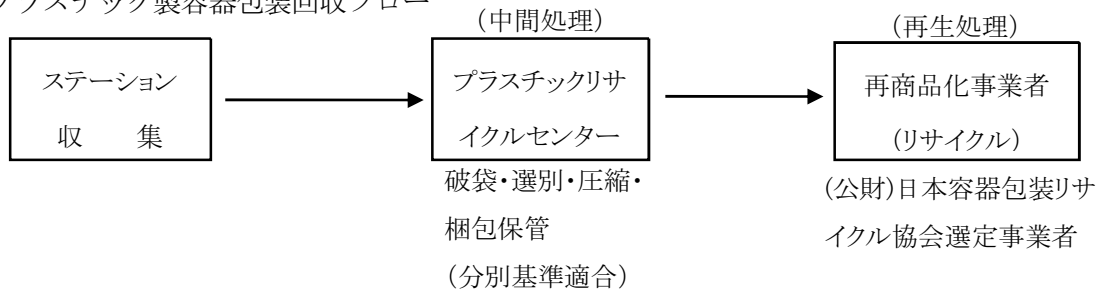 プラスチック製容器包装回収フロー
(中間処理)
(再生処理)
ステーション
収　集
プラスチックリサ
イクルセンター
再商品化事業者
(リサイクル)
破袋・選別・圧縮・
梱包保管
(分別基準適合)
(公財)日本容器包装リサ
イクル協会選定事業者